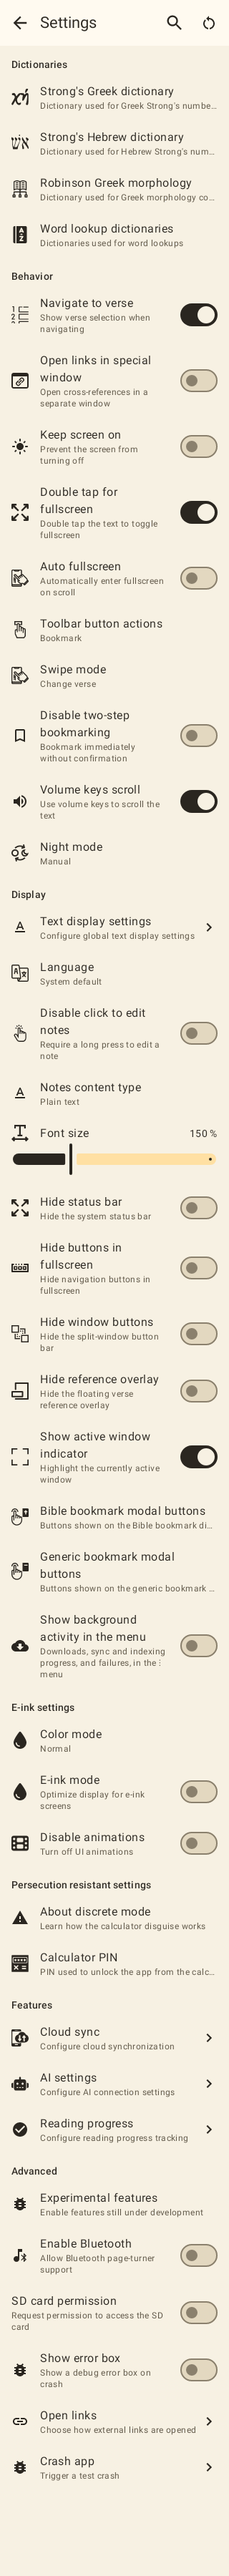 Settings
Dictionaries
Strong's Greek dictionary
Dictionary used for Greek Strong's numbe...
Strong's Hebrew dictionary
Dictionary used for Hebrew Strong's num...
Robinson Greek morphology
Dictionary used for Greek morphology co...
Word lookup dictionaries
Dictionaries used for word lookups
Behavior
Navigate to verse
Show verse selection when
navigating
Open links in special
window
Open cross-references in a
separate window
Keep screen on
Prevent the screen from
turning off
Double tap for
fullscreen
Double tap the text to toggle
fullscreen
Auto fullscreen
Automatically enter fullscreen
on scroll
Toolbar button actions
Bookmark
Swipe mode
Change verse
Disable two-step
bookmarking
Bookmark immediately
without confirmation
Volume keys scroll
Use volume keys to scroll the
text
Night mode
Manual
Display
Text display settings
Configure global text display settings
Language
System default
Disable click to edit
notes
Require a long press to edit a
note
Notes content type
Plain text
Font size
150 %
Hide status bar
Hide the system status bar
Hide buttons in
fullscreen
Hide navigation buttons in
fullscreen
Hide window buttons
Hide the split-window button
bar
Hide reference overlay
Hide the floating verse
reference overlay
Show active window
indicator
Highlight the currently active
window
Bible bookmark modal buttons
Buttons shown on the Bible bookmark di...
Generic bookmark modal
buttons
Buttons shown on the generic bookmark ...
Show background
activity in the menu
Downloads, sync and indexing
progress, and failures, in the ⋮
menu
E-ink settings
Color mode
Normal
E-ink mode
Optimize display for e-ink
screens
Disable animations
Turn off UI animations
Persecution resistant settings
About discrete mode
Learn how the calculator disguise works
Calculator PIN
PIN used to unlock the app from the calc...
Features
Cloud sync
Configure cloud synchronization
AI settings
Configure AI connection settings
Reading progress
Configure reading progress tracking
Advanced
Experimental features
Enable features still under development
Enable Bluetooth
Allow Bluetooth page-turner
support
SD card permission
Request permission to access the SD
card
Show error box
Show a debug error box on
crash
Open links
Choose how external links are opened
Crash app
Trigger a test crash